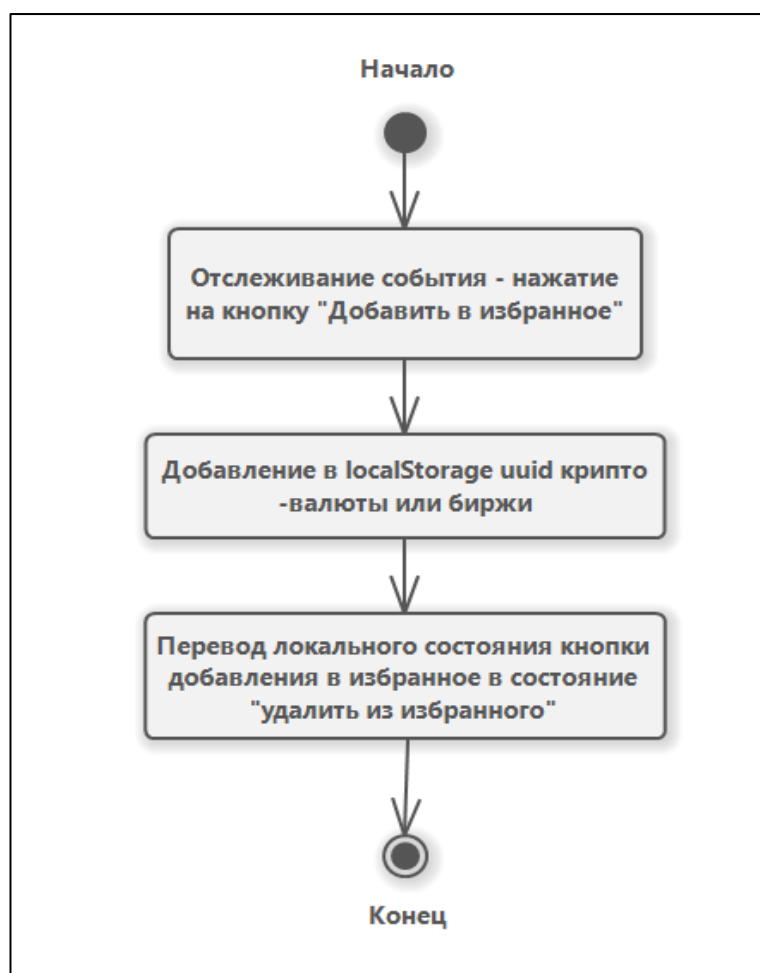 Начало
Отслеживание события - нажатие
на кнопку "Добавить в избранное"
Добавление в localStorage uuid крипто
-валюты или биржи
Перевод локального состояния кнопки
добавления в избранное в состояние
"удалить из избранного"
Конец